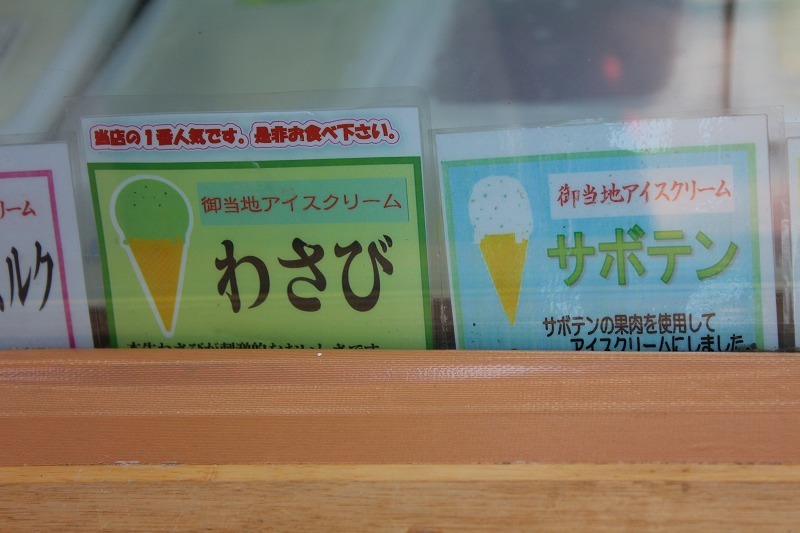 ーム
ルク
当店の1番人気です。是非お食べ下さい。
御当地アイスクリーム
わさび
御当地アイスクリーム
サボテン
サボテンの果肉を使用して
アイスクリームにしました。